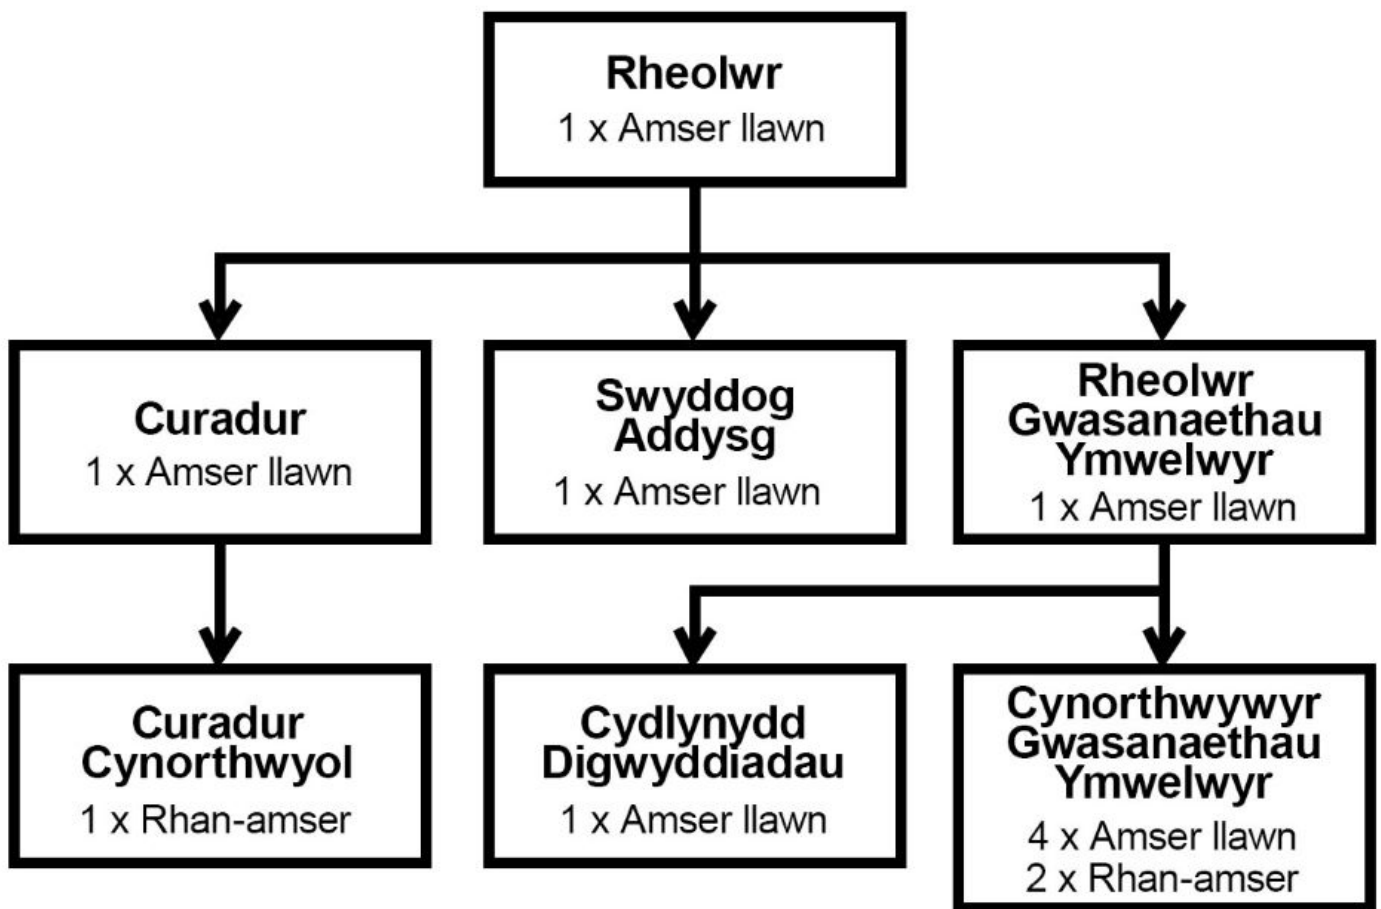 Rheolwr
1 x Amser llawn
Curadur
1 x Amser llawn
Swyddog
Addysg
1 x Amser llawn
Rheolwr
Gwasanaethau
Ymwelwyr
1 x Amser llawn
Curadur
Cynorthwyol
1 x Rhan-amser
Cydlynydd
Digwyddiadau
1 x Amser llawn
Cynorthwywyr
Gwasanaethau
Ymwelwyr
4 x Amser llawn
2 x Rhan-amser